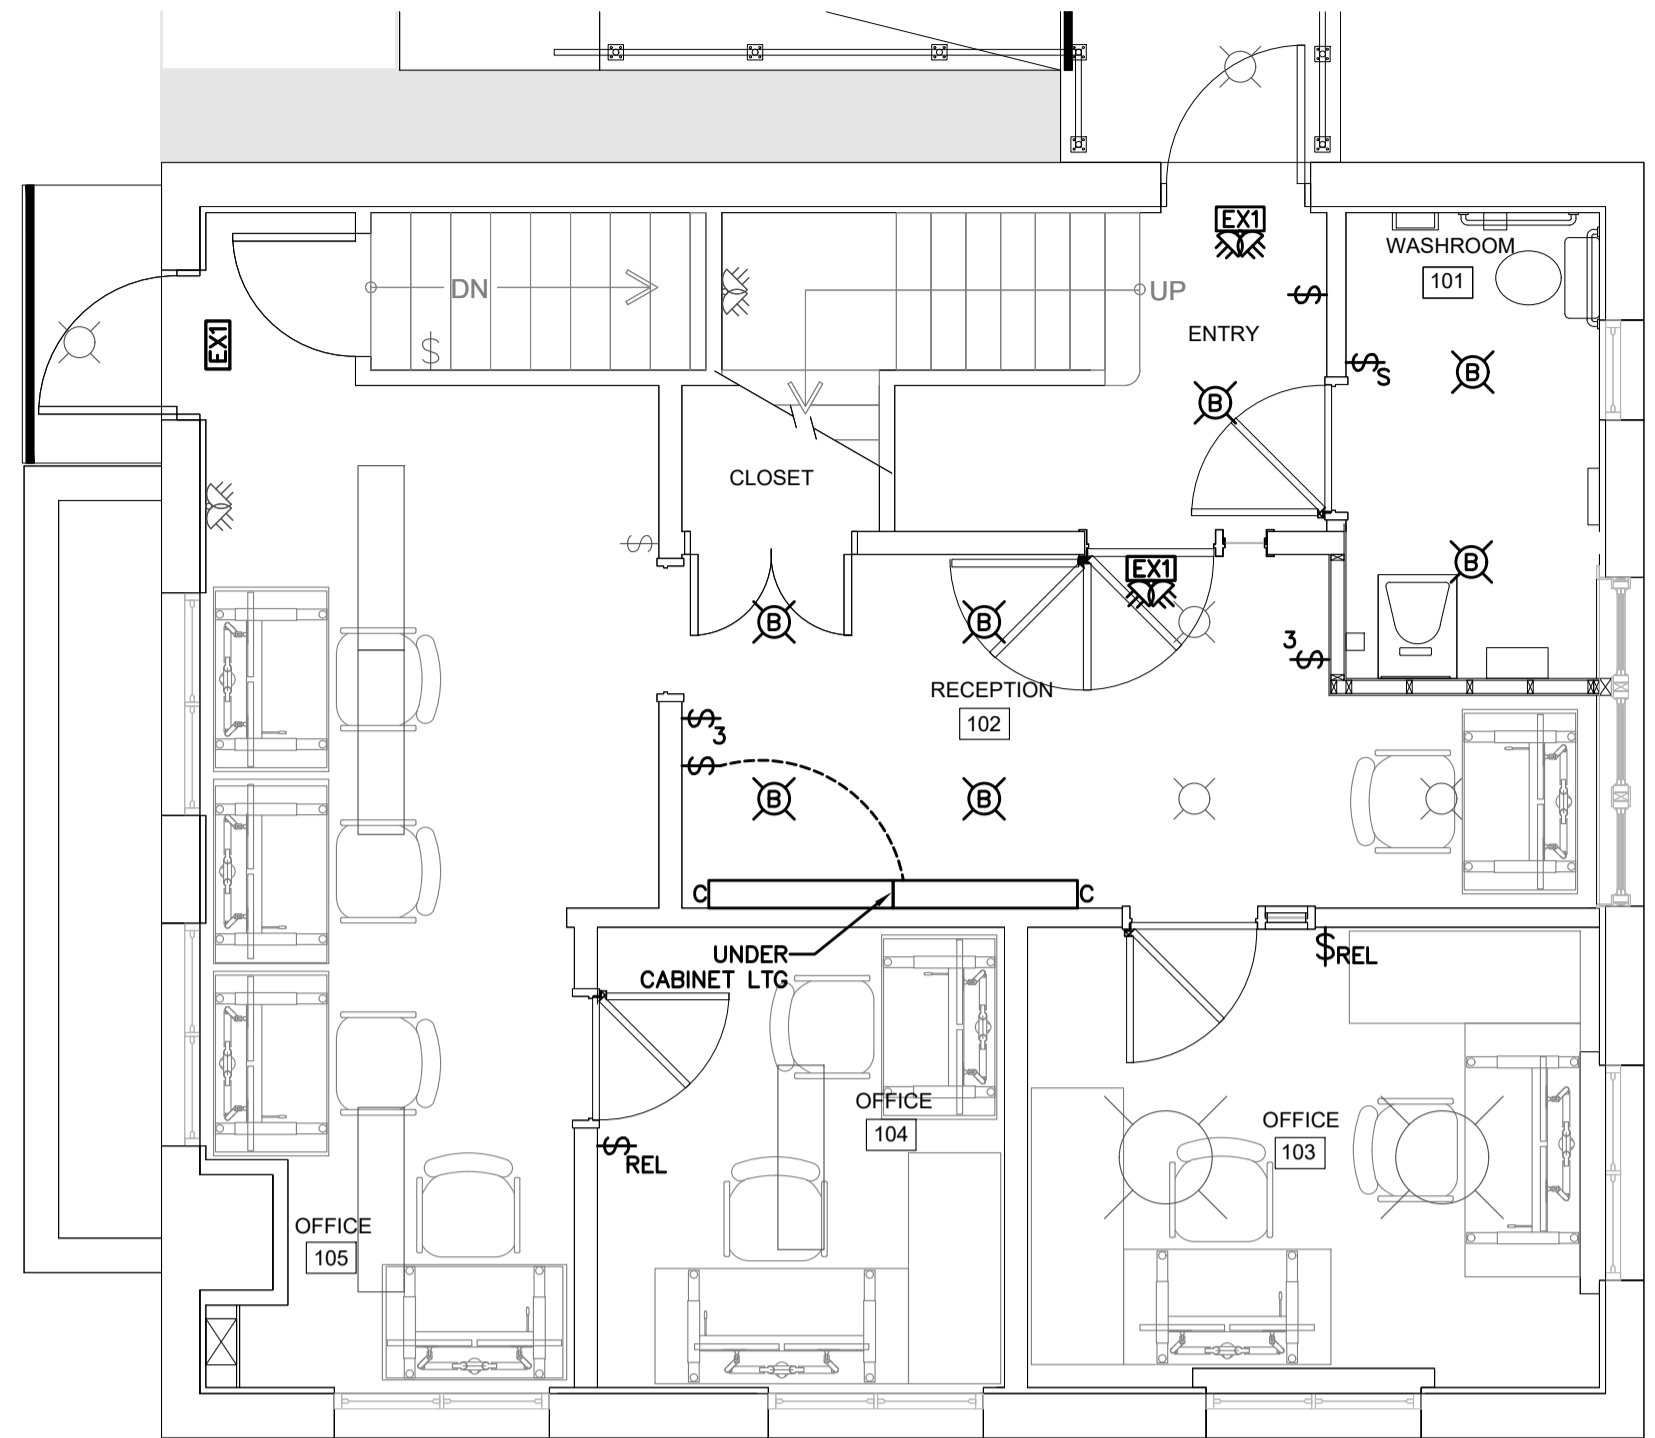 EX1
WASHROOM
101
DN
$
UP
$
ENTRY
EX1
$S
B
B
CLOSET
$
B
EX1
B
B
3 $
RECEPTION
102
$3
$
B
B
C
C
UNDER
CABINET LTG
$REL
OFFICE
104
OFFICE
103
$REL
OFFICE
105